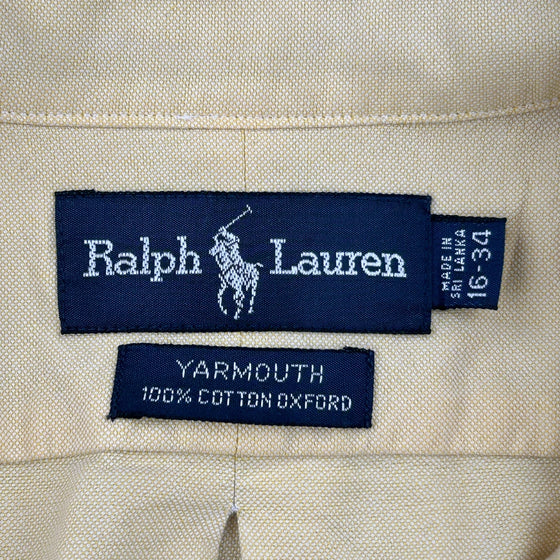 Ralph Lauren
MADE IN
SRI LANKA
16-34
YARMOUTH
100% COTTON OXFORD